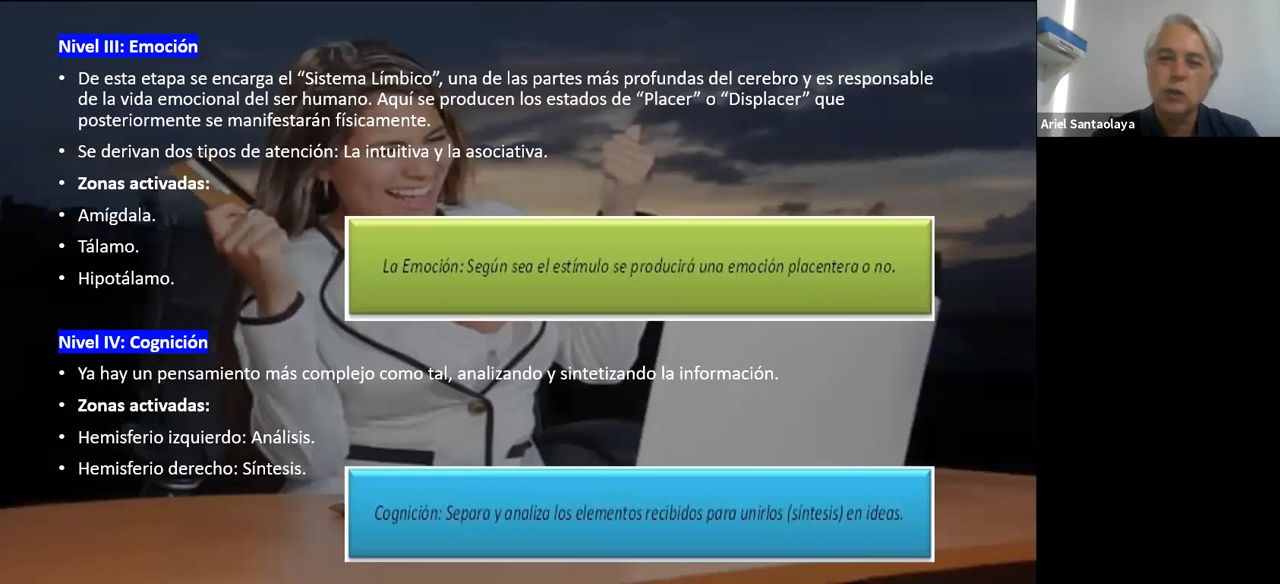 Nivel III: Emoción
• De esta etapa se encarga el “Sistema Límbico”, una de las partes más profundas del cerebro y es responsable
de la vida emocional del ser humano. Aquí se producen los estados de “Placer” o “Displacer” que
posteriormente se manifestarán físicamente.
• Se derivan dos tipos de atención: La intuitiva y la asociativa.
• Zonas activadas:
• Amígdala.
• Tálamo.
• Hipotálamo.
La Emoción: Según sea el estímulo se producirá una emoción placentera o no.
Nivel IV: Cognición
• Ya hay un pensamiento más complejo como tal, analizando y sintetizando la información.
• Zonas activadas:
• Hemisferio izquierdo: Análisis.
• Hemisferio derecho: Síntesis.
Cognición: Separa y analiza los elementos recibidos para unirlos (síntesis) en ideas.
Ariel Santaolaya